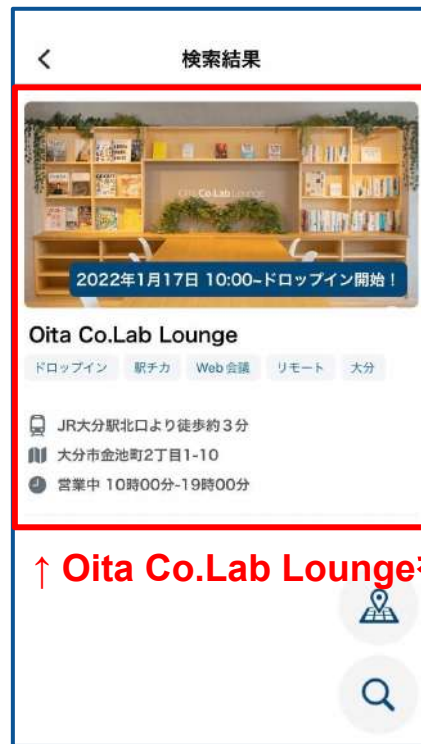 検索結果
Oita Co.Lab Lounge
2022年1月17日 10:00~ドロップイン開始！
Oita Co.Lab Lounge
ドロップイン 駅チカ Web会議 リモート 大分
JR大分駅北口より徒歩約３分
大分市金池町2丁目1-10
営業中 10時00分-19時00分
↑ Oita Co.Lab Lounge